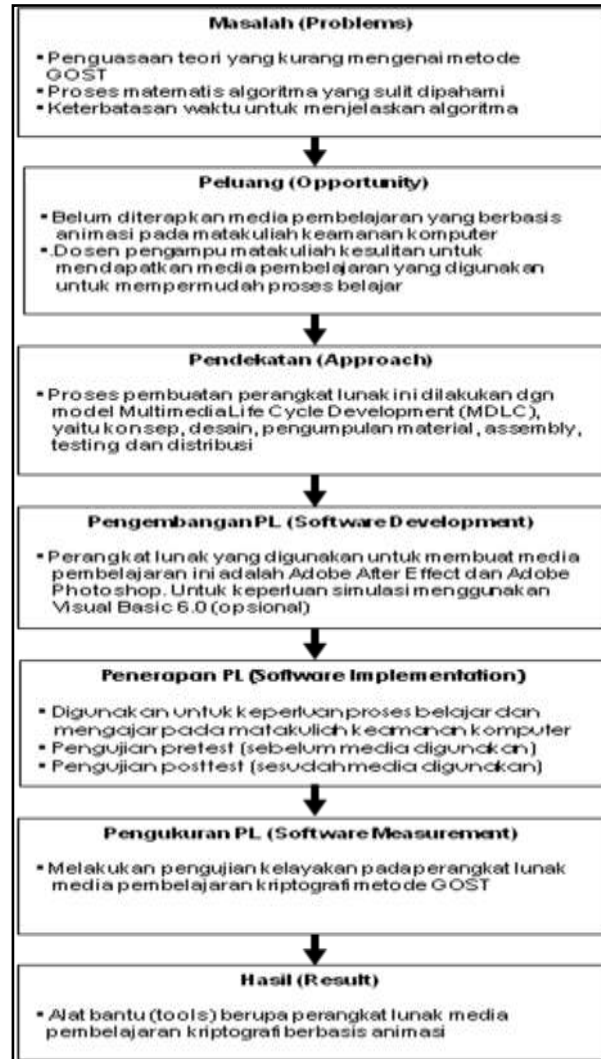 Masalah (Problems)
▪ Penguasaan teori yang kurang mengenai metode
GOST
▪ Proses matematis algoritma yang sulit dipahami
▪ Keterbatasan waktu untuk menjelaskan algoritma
Peluang (Opportunity)
▪ Belum diterapkan media pembelajaran yang berbasis
animasi pada matakuliah keamanan komputer
▪ .Dosen pengampu matakuliah kesulitan untuk
mendapatkan media pembelajaran yang digunakan
untuk mempermudah proses belajar
Pendekatan (Approach)
▪ Proses pembuatan perangkat lunak ini dilakukan dgn
model Multimedia Life Cycle Development (MDLC),
yaitu konsep, desain, pengumpulan material, assembly,
testing dan distribusi
Pengembangan PL (Software Development)
▪ Perangkat lunak yang digunakan untuk membuat media
pembelajaran ini adalah Adobe After Effect dan Adobe
Photoshop. Untuk keperluan simulasi menggunakan
Visual Basic 6.0 (opsional)
Penerapan PL (Software Implementation)
▪ Digunakan untuk keperluan proses belajar dan
mengajar pada matakuliah keamanan komputer
▪ Pengujian pretest (sebelum media digunakan)
▪ Pengujian posttest (sesudah media digunakan)
Pengukuran PL (Software Measurement)
▪ Melakukan pengujian kelayakan pada perangkat lunak
media pembelajaran kriptografi metode GOST
Hasil (Result)
▪ Alat bantu (tools) berupa perangkat lunak media
pembelajaran kriptografi berbasis animasi